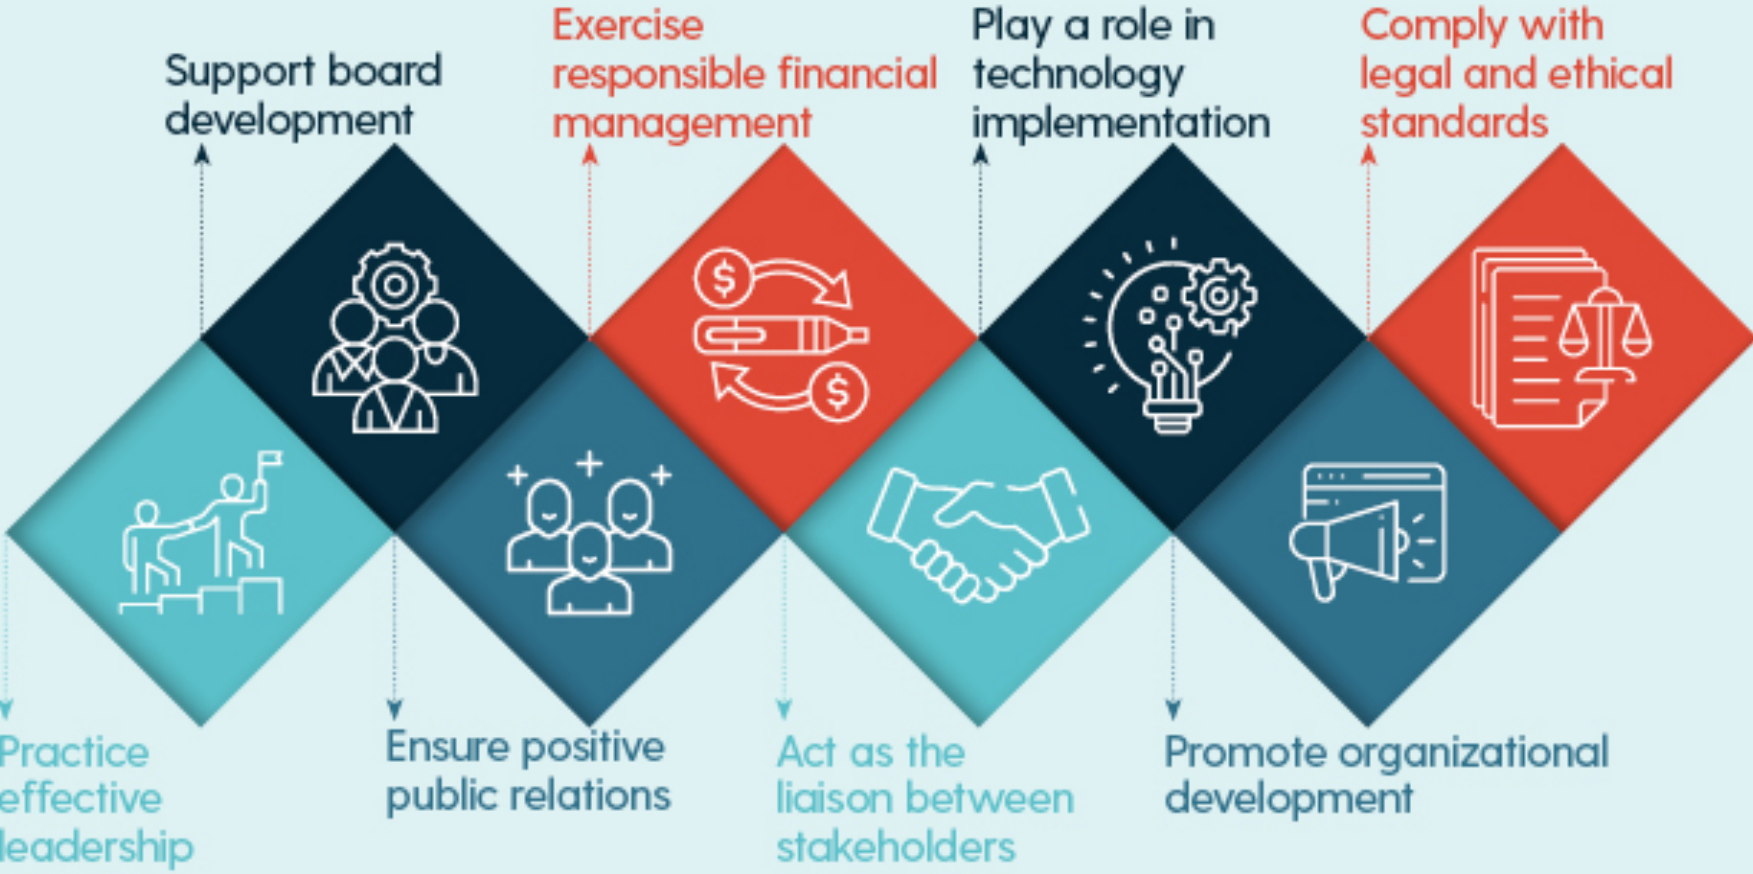 Support board
development
Exercise
responsible financial
management
Play a role in
technology
implementation
Comply with
legal and ethical
standards
$
$
Practice
effective
leadership
Ensure positive
public relations
Act as the
liaison between
stakeholders
Promote organizational
development